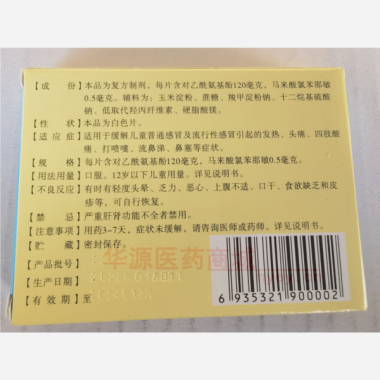 【成 份】本品为复方制剂，每片含对乙酰氨基酚120毫克，马来酸氯苯那敏
0.5毫克。辅料为：玉米淀粉、蔗糖、羧甲淀粉钠、十二烷基硫酸
钠、低取代羟丙纤维素、硬脂酸镁。
【性 状】本品为白色片。
【适 应 症】适用于缓解儿童普通感冒及流行性感冒引起的发热、头痛、四肢酸
痛、打喷嚏、流鼻涕、鼻塞等症状。
【规 格】每片含对乙酰氨基酚120毫克，马来酸氯苯那敏0.5毫克。
【用法用量】口服。12岁以下儿童用量。详见说明书。
【不良反应】有时有轻度头晕、乏力、恶心、上腹不适、口干、食欲缺乏和皮
疹等，可自行恢复。
【禁 忌】严重肝肾功能不全者禁用。
【注意事项】用药3-7天，症状未缓解，请咨询医师或药师。详见说明书。
【贮 藏】密封保存。
华源医药商城
【产品批号】
【生产日期】
【有 效 期】至
6 935321 900002